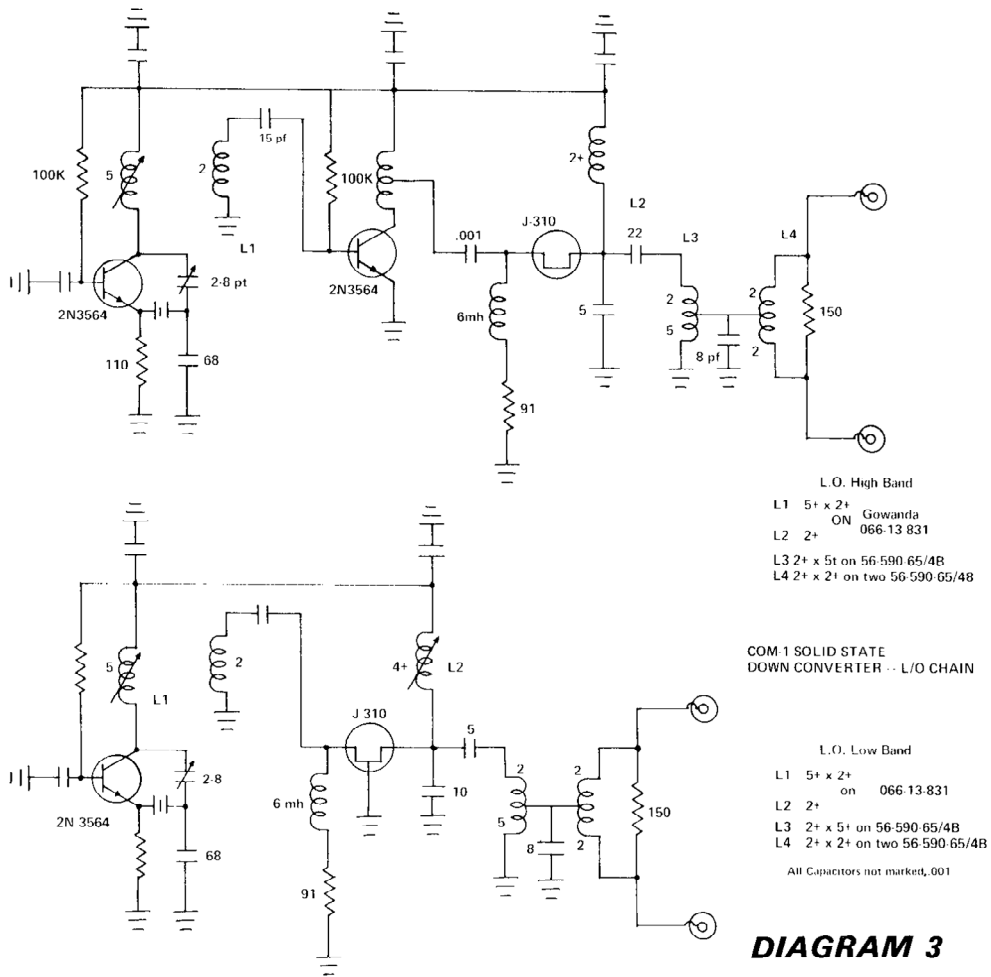 100K
5
2
15 pf
100K
2+
L1
2-8 pt
2N3564
2N3564
110
68
.001
J-310
6mh
91
L2
22
5
L3
2
5
8 pf
L4
2
2
150
L.O. High Band
L1 5+ x 2+
ON Gowanda
066-13 831
L2 2+
L3 2+ x 5t on 56-590-65/4B
L4 2+ x 2+ on two 56-590-65/48
5
L1
2
4+
L2
J 310
2-8
2N 3564
68
6 mh
91
10
5
2
5
8
2
2
150
COM-1 SOLID STATE
DOWN CONVERTER -- L/O CHAIN
L.O. Low Band
L1 5+ x 2+
on 066-13-831
L2 2+
L3 2+ x 5+ on 56-590-65/4B
L4 2+ x 2+ on two 56-590-65/4B
All Capacitors not marked,.001
DIAGRAM 3